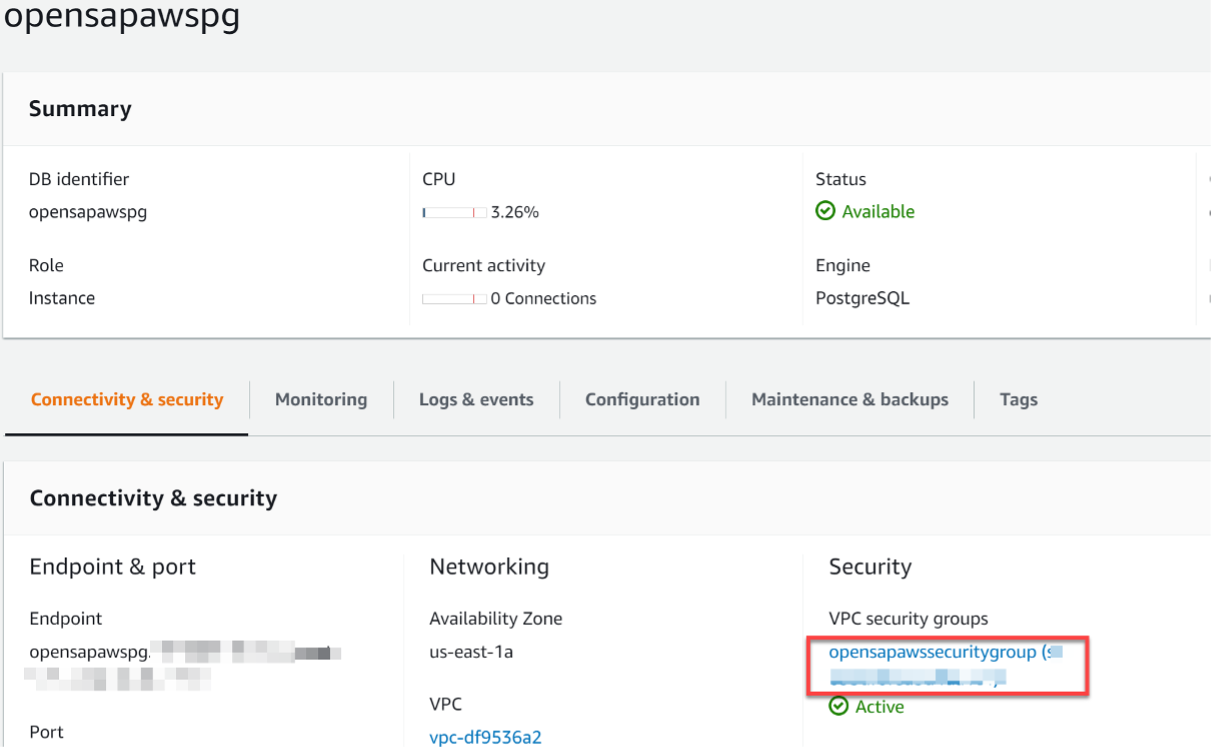 opensapawspg
Summary
DB identifier
CPU
Status
opensapawspg
3.26%
Available
Role
Current activity
Engine
Instance
0 Connections
PostgreSQL
Connectivity & security
Monitoring
Logs & events
Configuration
Maintenance & backups
Tags
Connectivity & security
Endpoint & port
Networking
Security
Endpoint
Availability Zone
VPC security groups
opensapawspg.
us-east-1a
opensapawssecuritygroup (s
Active
VPC
Port
vpc-df9536a2